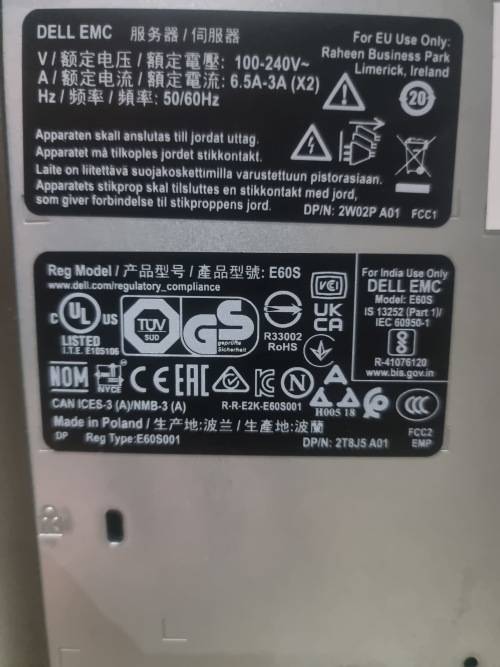 DELL EMC 服务器 / 伺服器
V / 额定电压 / 額定電壓: 100-240V~
A / 额定电流 / 額定電流: 6.5A-3A (X2)
Hz / 频率 / 頻率: 50/60Hz
For EU Use Only:
Raheen Business Park
Limerick, Ireland
20
Apparaten skall anslutas till jordat uttag.
Apparatet må tilkoples jordet stikkontakt.
Laite on liitettävä suojakoskettimilla varustettuun pistorasiaan.
Apparatets stikprop skal tilsluttes en stikkontakt med jord,
som giver forbindelse til stikproppens jord.
DP/N: 2W02P A01 FCC1
Reg Model / 产品型号 / 產品型號: E60S
www.dell.com/regulatory_compliance
C UL US
LISTED
I.T.E. E105106
TÜV
SUD
GS
geprüfte
Sicherheit
R33002
RoHS
VCI
UK
CA
For India Use Only
DELL EMC
Model: E60S
IS 13252 (Part 1)/
IEC 60950-1
R-41076120
www.bis.gov.in
NOM
NYCE
CE EAC
N
CCC
R-R-E2K-E60S001
H005 18
CAN ICES-3 (A)/NMB-3 (A)
Made in Poland / 生产地:波兰 / 生產地:波蘭
DP Reg Type:E60S001
DP/N: 2T8J5 A01
FCC2
EMP